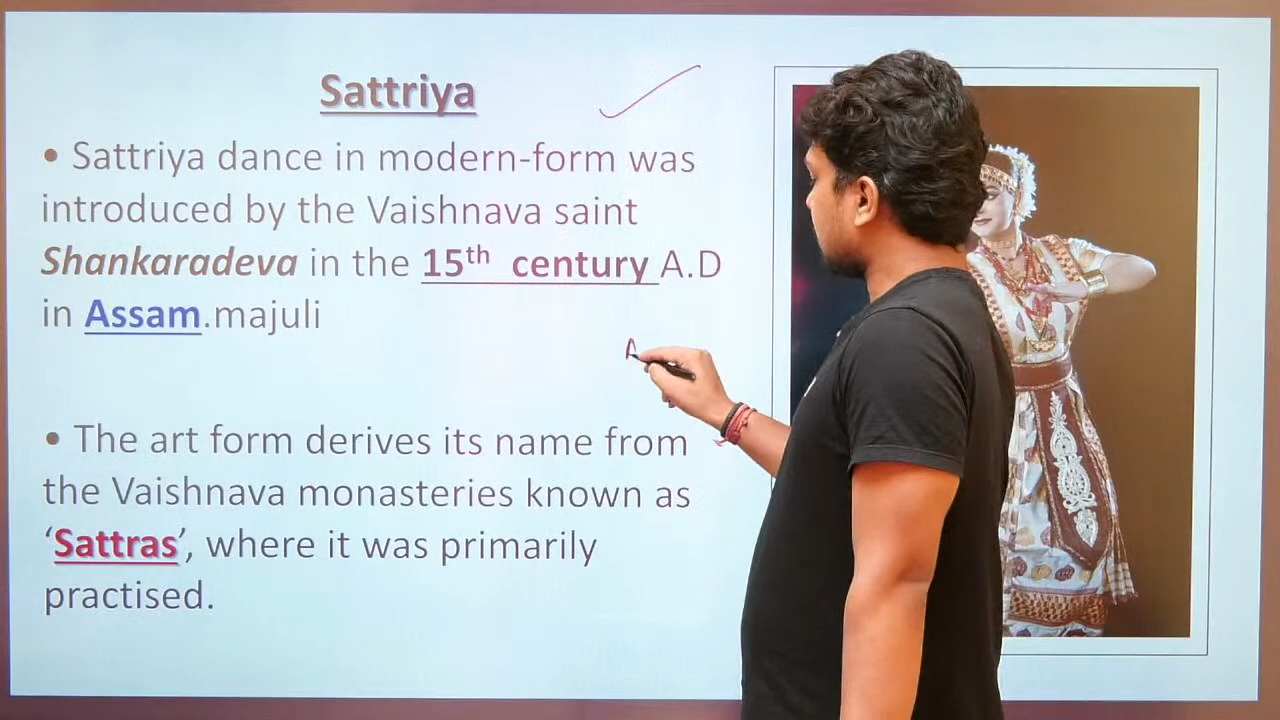 Sattriya
• Sattriya dance in modern-form was
introduced by the Vaishnava saint
Shankaradeva in the 15th century A.D
in Assam.majuli
• The art form derives its name from
the Vaishnava monasteries known as
‘Sattras’, where it was primarily
practised.